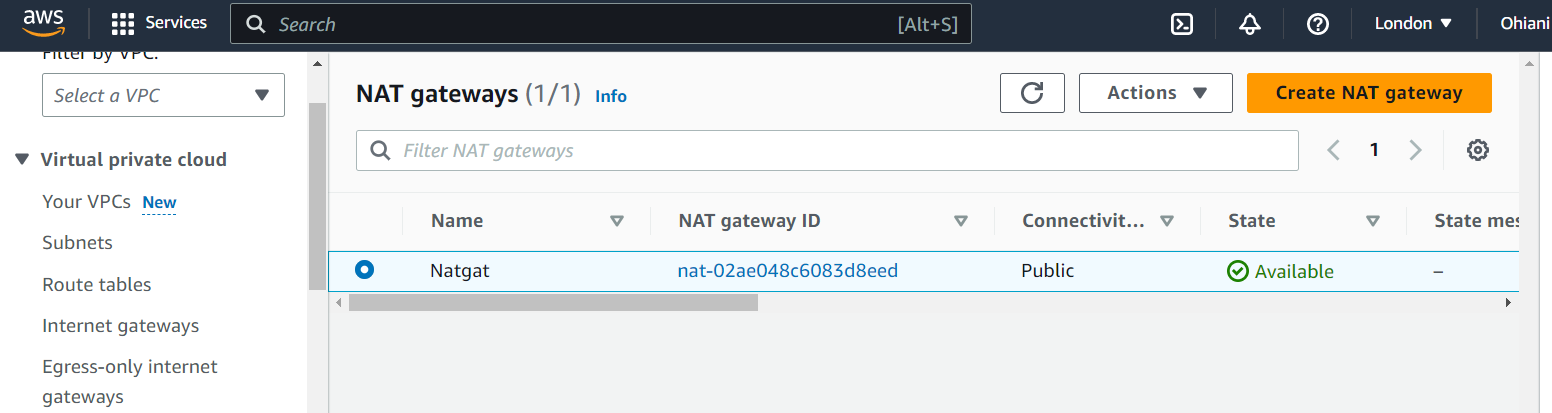 aws
Services
Search
[Alt+S]
London
Ohiani
Filter by VPC:
Select a VPC
Virtual private cloud
Your VPCs New
Subnets
Route tables
Internet gateways
Egress-only internet
gateways
NAT gateways (1/1) Info
Actions
Create NAT gateway
Filter NAT gateways
1
Name
NAT gateway ID
Connectivit...
State
State mes
Natgat
nat-02ae048c6083d8eed
Public
Available
–